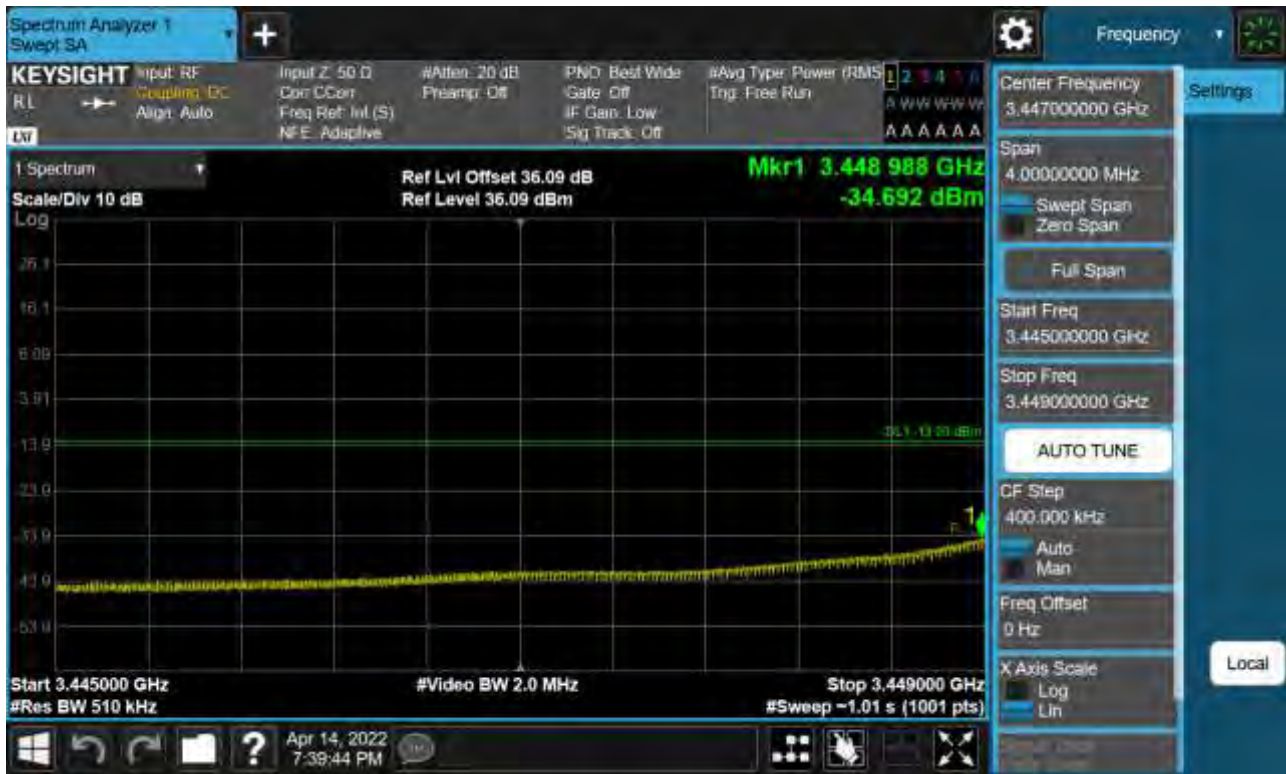 Spectrum Analyzer 1
Swept SA
Frequency
KEYSIGHT
RL
Input: RF
Coupling: DC
Align: Auto
Input Z: 50 Ω
Corr CCorr
Freq Ref: Int (S)
NFE: Adaptive
#Atten: 20 dB
Preamp: Off
PNO: Best Wide
Gate: Off
IF Gain: Low
Sig Track: Off
#Avg Type: Power (RMS
Trig: Free Run
1 2 3 4 5 6
A W W W W W
A A A A A A
LXI
1 Spectrum
Scale/Div 10 dB
Log
Ref Lvl Offset 36.09 dB
Ref Level 36.09 dBm
Mkr1 3.448 988 GHz
-34.692 dBm
26.1
16.1
6.09
-3.91
-13.9
DL1 -13.00 dBm
-23.9
1
-33.9
-43.9
-53.9
Start 3.445000 GHz
#Res BW 510 kHz
#Video BW 2.0 MHz
Stop 3.449000 GHz
#Sweep ~1.01 s (1001 pts)
?
Apr 14, 2022
7:39:44 PM
Center Frequency
3.447000000 GHz
Settings
Span
4.00000000 MHz
Swept Span
Zero Span
Full Span
Start Freq
3.445000000 GHz
Stop Freq
3.449000000 GHz
AUTO TUNE
CF Step
400.000 kHz
Auto
Man
Freq Offset
0 Hz
X Axis Scale
Log
Lin
Local